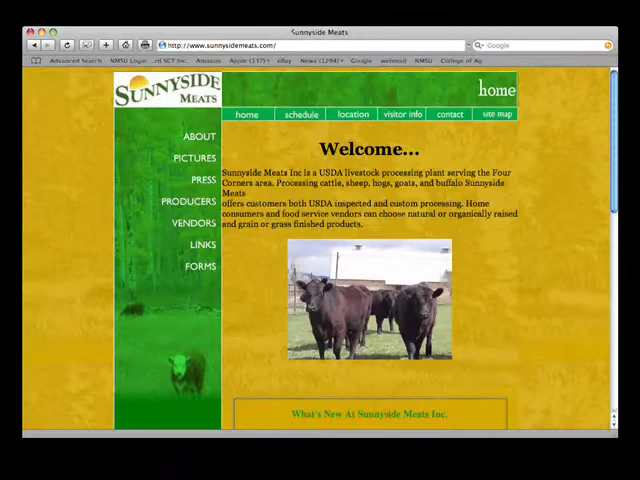 Sunnyside Meats
http://www.sunnysidemeats.com/
Google
Advanced Search NMSU Login ...rd SCT Inc. Amazon Apple (137) eBay News (1284) Google webmail NMSU College of Ag
SUNNYSIDE
MEATS
home
home schedule location visitor info contact site map
ABOUT
PICTURES
PRESS
PRODUCERS
VENDORS
LINKS
FORMS
Welcome...
Sunnyside Meats Inc is a USDA livestock processing plant serving the Four
Corners area. Processing cattle, sheep, hogs, goats, and buffalo Sunnyside
Meats
offers customers both USDA inspected and custom processing. Home
consumers and food service vendors can choose natural or organically raised
and grain or grass finished products.
What's New At Sunnyside Meats Inc.